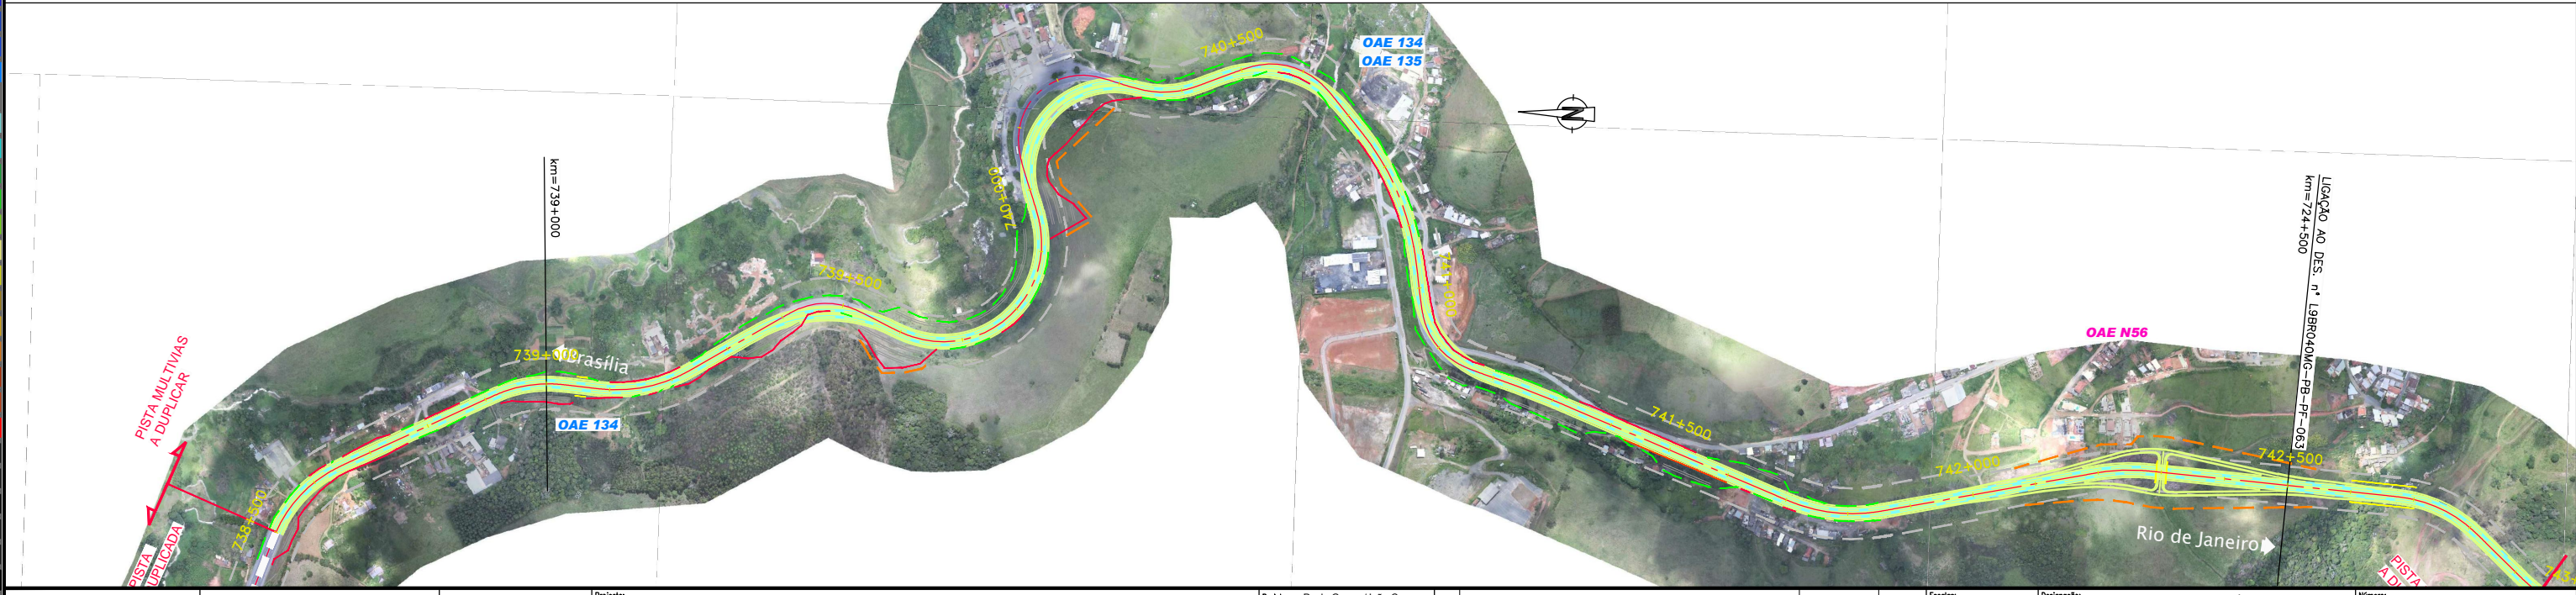 PISTA MULTIVIAS
A DUPLICAR
PISTA
738+500
km=739+000
739+000
Brasília
OAE 134
739+500
740+000
740+500
OAE 134
OAE 135
N
741+000
741+500
742+000
OAE N56
LIGAÇÃO AO DES. n° L9BR040MG-PB-PF-063
km=724+500
742+500
Rio de Janeiro
PISTA